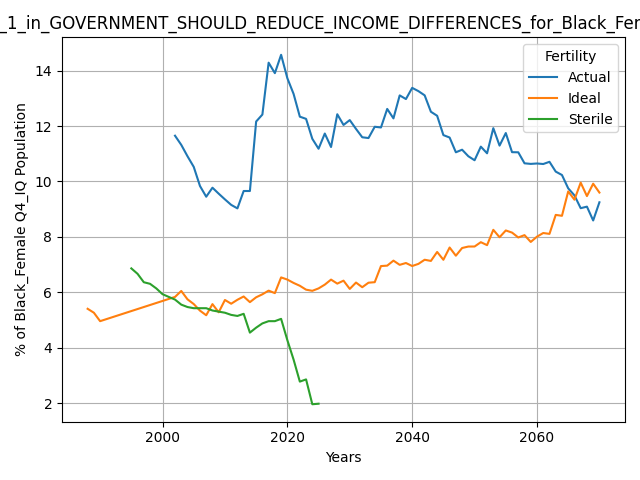 _1_in_GOVERNMENT_SHOULD_REDUCE_INCOME_DIFFERENCES_for_Black_Fer
Fertility
Actual
Ideal
Sterile
% of Black_Female Q4_IQ Population
14
12
10
8
6
4
2
2000
2020
2040
2060
Years